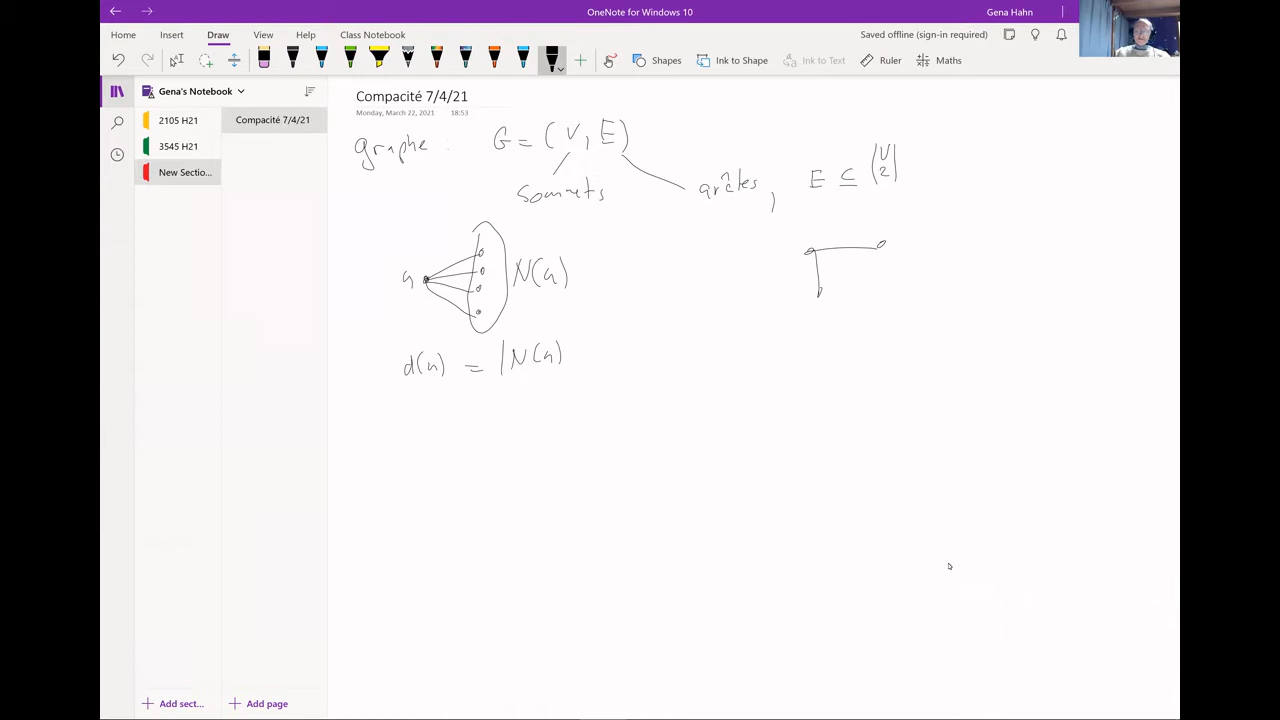 OneNote for Windows 10
Gena Hahn
Home Insert Draw View Help Class Notebook
Saved offline (sign-in required)
Shapes Ink to Shape Ink to Text Ruler Maths
Gena's Notebook
2105 H21
3545 H21
New Sectio...
Compacité 7/4/21
Compacité 7/4/21
Monday, March 22, 2021 18:53
graphe : G = (V, E)
sommets
arêtes, E ⊆ (V 2)
u N(u)
d(u) = |N(u)
Add sect...
Add page